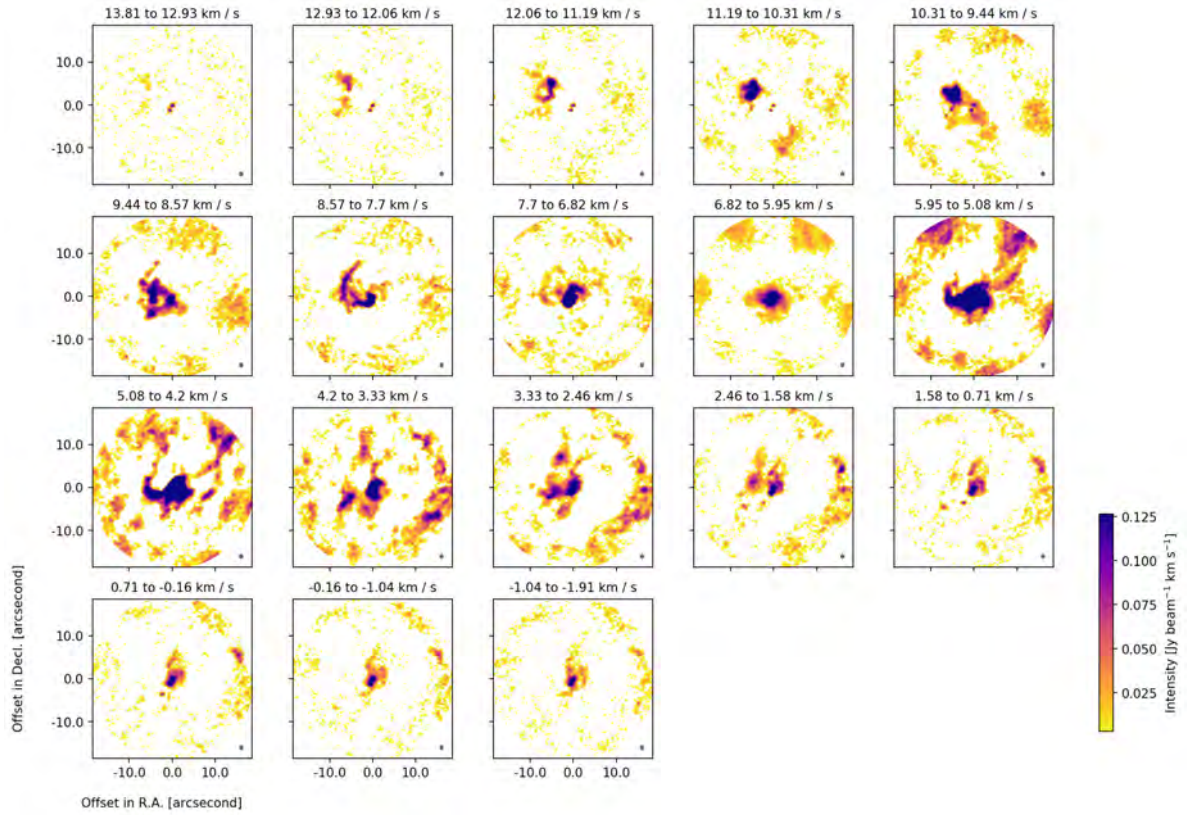 13.81 to 12.93 km / s
12.93 to 12.06 km / s
12.06 to 11.19 km / s
11.19 to 10.31 km / s
10.31 to 9.44 km / s
10.0
0.0
-10.0
9.44 to 8.57 km / s
8.57 to 7.7 km / s
7.7 to 6.82 km / s
6.82 to 5.95 km / s
5.95 to 5.08 km / s
10.0
0.0
-10.0
5.08 to 4.2 km / s
4.2 to 3.33 km / s
3.33 to 2.46 km / s
2.46 to 1.58 km / s
1.58 to 0.71 km / s
10.0
0.0
-10.0
0.71 to -0.16 km / s
-0.16 to -1.04 km / s
-1.04 to -1.91 km / s
10.0
0.0
-10.0
-10.0 0.0 10.0
-10.0 0.0 10.0
-10.0 0.0 10.0
Offset in Decl. [arcsecond]
Offset in R.A. [arcsecond]
0.125
0.100
0.075
0.050
0.025
Intensity [Jy beam⁻¹ km s⁻¹]